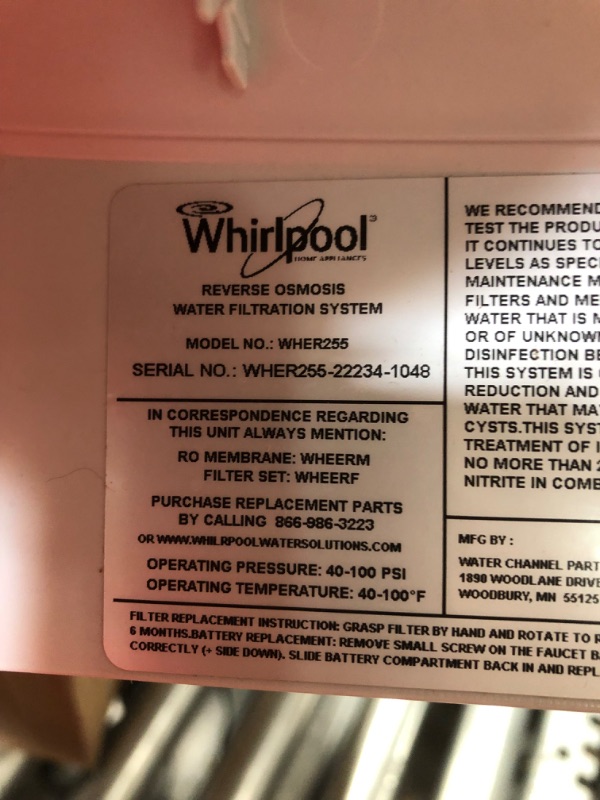 Whirlpool
HOME APPLIANCES
REVERSE OSMOSIS
WATER FILTRATION SYSTEM
MODEL NO.: WHER255
SERIAL NO.: WHER255-22234-1048
IN CORRESPONDENCE REGARDING
THIS UNIT ALWAYS MENTION:
RO MEMBRANE: WHEERM
FILTER SET: WHEERF
PURCHASE REPLACEMENT PARTS
BY CALLING 866-986-3223
OR WWW.WHILRPOOLWATERSOLUTIONS.COM
OPERATING PRESSURE: 40-100 PSI
OPERATING TEMPERATURE: 40-100°F
WE RECOMMEND
TEST THE PRODU
IT CONTINUES TO
LEVELS AS SPECI
MAINTENANCE M
FILTERS AND ME
WATER THAT IS M
OR OF UNKNOWN
DISINFECTION BE
THIS SYSTEM IS
REDUCTION AND
WATER THAT MA
CYSTS.THIS SYST
TREATMENT OF
NO MORE THAN 2
NITRITE IN COMB
MFG BY :
WATER CHANNEL PART
1890 WOODLANE DRIVE
WOODBURY, MN 55125
FILTER REPLACEMENT INSTRUCTION: GRASP FILTER BY HAND AND ROTATE TO R
6 MONTHS.BATTERY REPLACEMENT: REMOVE SMALL SCREW ON THE FAUCET B
CORRECTLY (+ SIDE DOWN). SLIDE BATTERY COMPARTMENT BACK IN AND REPL